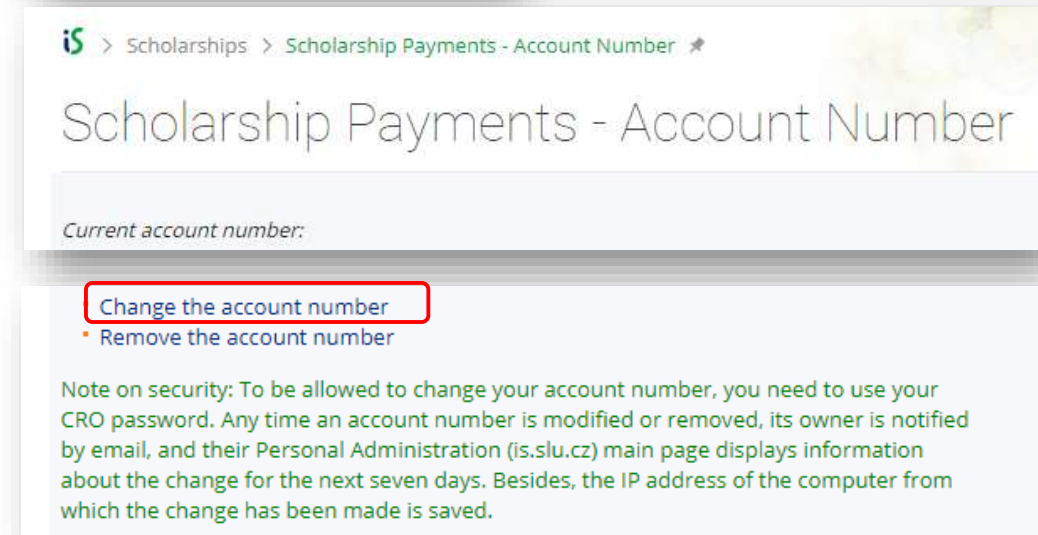 iS > Scholarships > Scholarship Payments - Account Number
Scholarship Payments - Account Number
Current account number:
Change the account number
Remove the account number
Note on security: To be allowed to change your account number, you need to use your
CRO password. Any time an account number is modified or removed, its owner is notified
by email, and their Personal Administration (is.slu.cz) main page displays information
about the change for the next seven days. Besides, the IP address of the computer from
which the change has been made is saved.